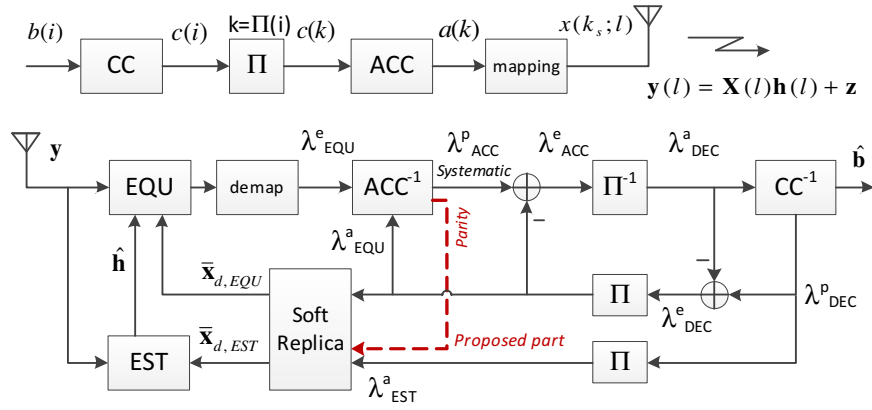 b(i)
c(i)
k=Π(i)
c(k)
a(k)
x(k_s;l)
CC
Π
ACC
mapping
y(l) = X(l)h(l) + z
y
λ^e_EQU
λ^p_ACC
λ^e_ACC
λ^a_DEC
b̂
Systematic
EQU
demap
ACC^-1
Π^-1
CC^-1
Parity
−
−
λ^a_EQU
ĥ
x̄_d,EQU
Soft
Replica
Π
λ^e_DEC
λ^p_DEC
x̄_d,EST
Proposed part
EST
Π
λ^a_EST